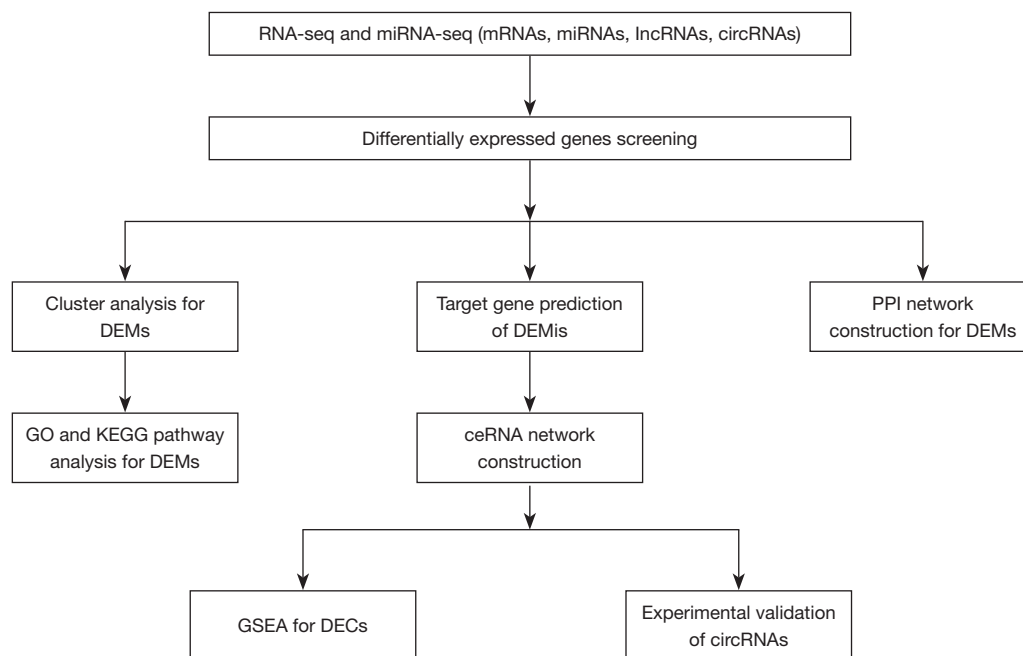 RNA-seq and miRNA-seq (mRNAs, miRNAs, lncRNAs, circRNAs)
Differentially expressed genes screening
Cluster analysis for
DEMs
Target gene prediction
of DEMis
PPI network
construction for DEMs
GO and KEGG pathway
analysis for DEMs
ceRNA network
construction
GSEA for DECs
Experimental validation
of circRNAs